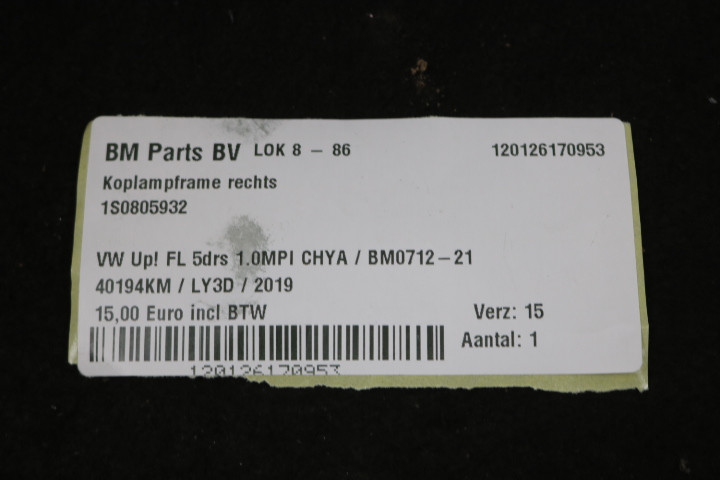 BM Parts BV LOK 8 - 86 120126170953
Koplampframe rechts
1S0805932
VW Up! FL 5drs 1.0MPI CHYA / BM0712-21
40194KM / LY3D / 2019
15,00 Euro incl BTW Verz: 15
Aantal: 1
120126170953